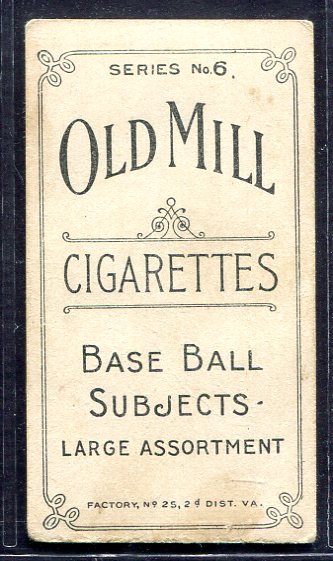 SERIES No.6.
OLD MILL
CIGARETTES
BASE BALL
SUBJECTS.
LARGE ASSORTMENT
FACTORY, No 25, 2d DIST. VA.